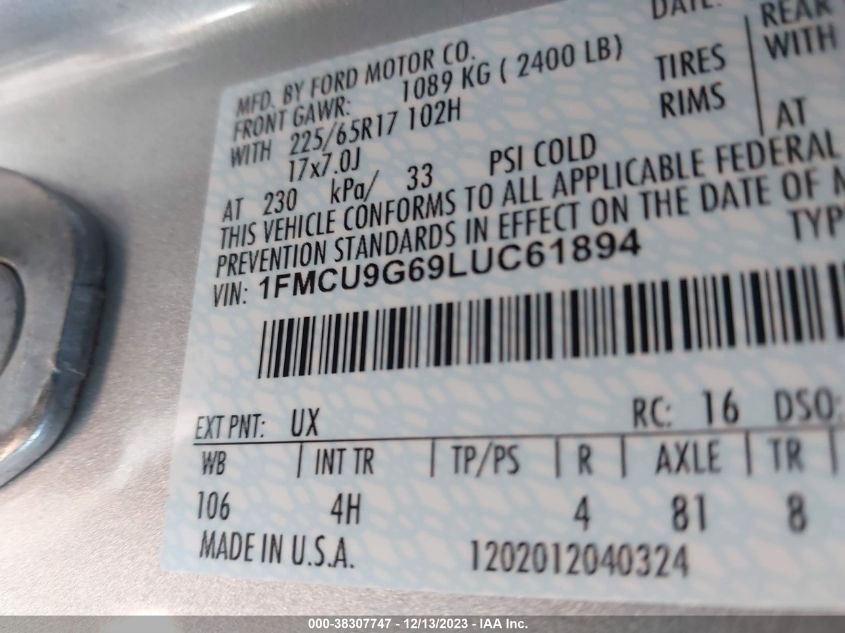 DATE:
MFD. BY FORD MOTOR CO.
FRONT GAWR: 1089 KG ( 2400 LB)
REAR
WITH 225/65R17 102H TIRES
WITH
17x7.0J RIMS
AT 230 kPa/ 33 PSI COLD
AT
THIS VEHICLE CONFORMS TO ALL APPLICABLE FEDERAL
PREVENTION STANDARDS IN EFFECT ON THE DATE OF M
VIN: 1FMCU9G69LUC61894 TYP
EXT PNT: UX RC: 16 DSO:
WB INT TR TP/PS R AXLE TR
106 4H 4 81 8
MADE IN U.S.A. 1202012040324
000-38307747 - 12/13/2023 - IAA Inc.